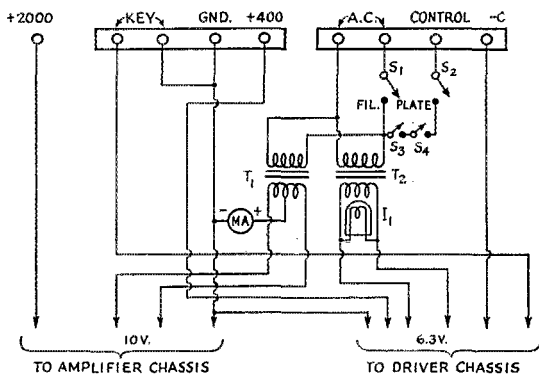 +2000 KEY GND. +400 A.C. CONTROL -C
S₁ S₂
FIL. PLATE
S₃ S₄
T₁ T₂
- MA + I₁
10V. 6.3V.
TO AMPLIFIER CHASSIS TO DRIVER CHASSIS